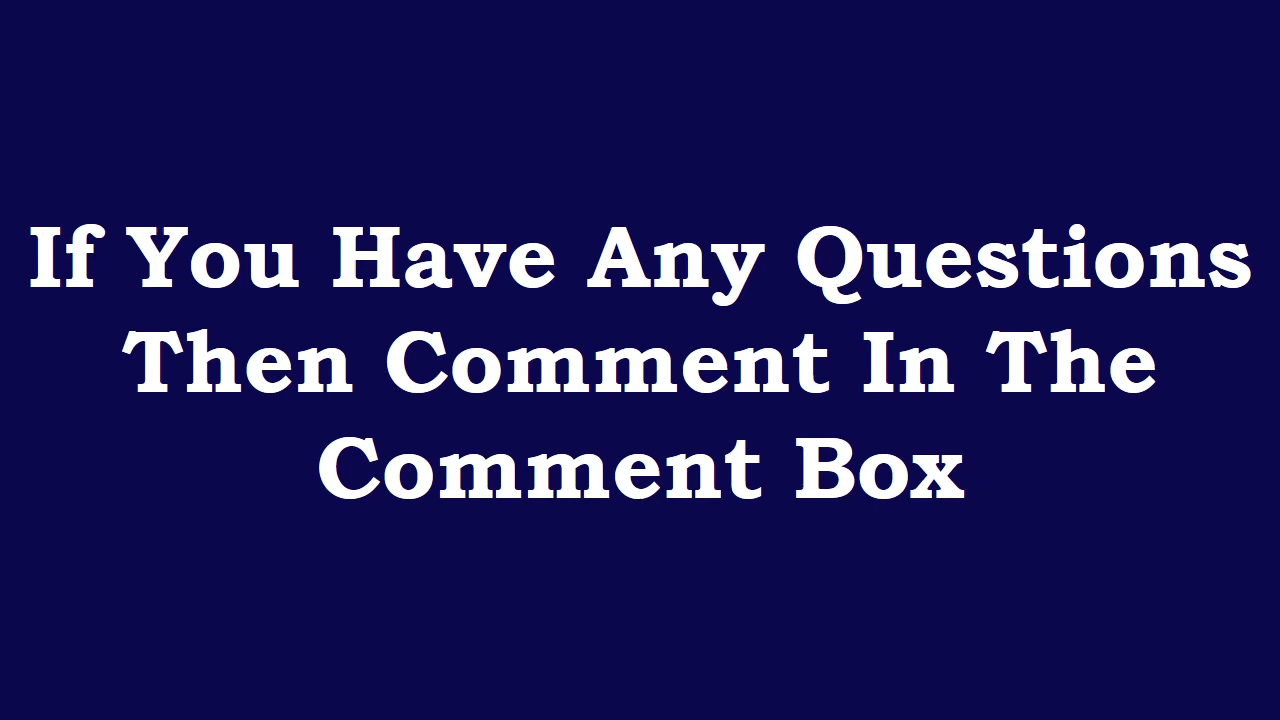 If You Have Any Questions
Then Comment In The
Comment Box